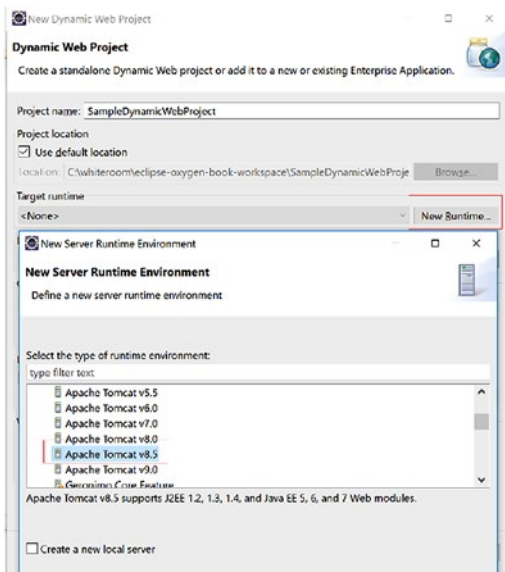 New Dynamic Web Project
Dynamic Web Project
Create a standalone Dynamic Web project or add it to a new or existing Enterprise Application.
Project name: SampleDynamicWebProject
Project location
Use default location
Location: C:\whiteroom\eclipse-oxygen-book-workspace\SampleDynamicWebProje Browse...
Target runtime
<None> New Runtime...
New Server Runtime Environment
New Server Runtime Environment
Define a new server runtime environment
Select the type of runtime environment:
type filter text
Apache Tomcat v5.5
Apache Tomcat v6.0
Apache Tomcat v7.0
Apache Tomcat v8.0
Apache Tomcat v8.5
Apache Tomcat v9.0
Geronimo Core Feature
Apache Tomcat v8.5 supports J2EE 1.2, 1.3, 1.4, and Java EE 5, 6, and 7 Web modules.
Create a new local server